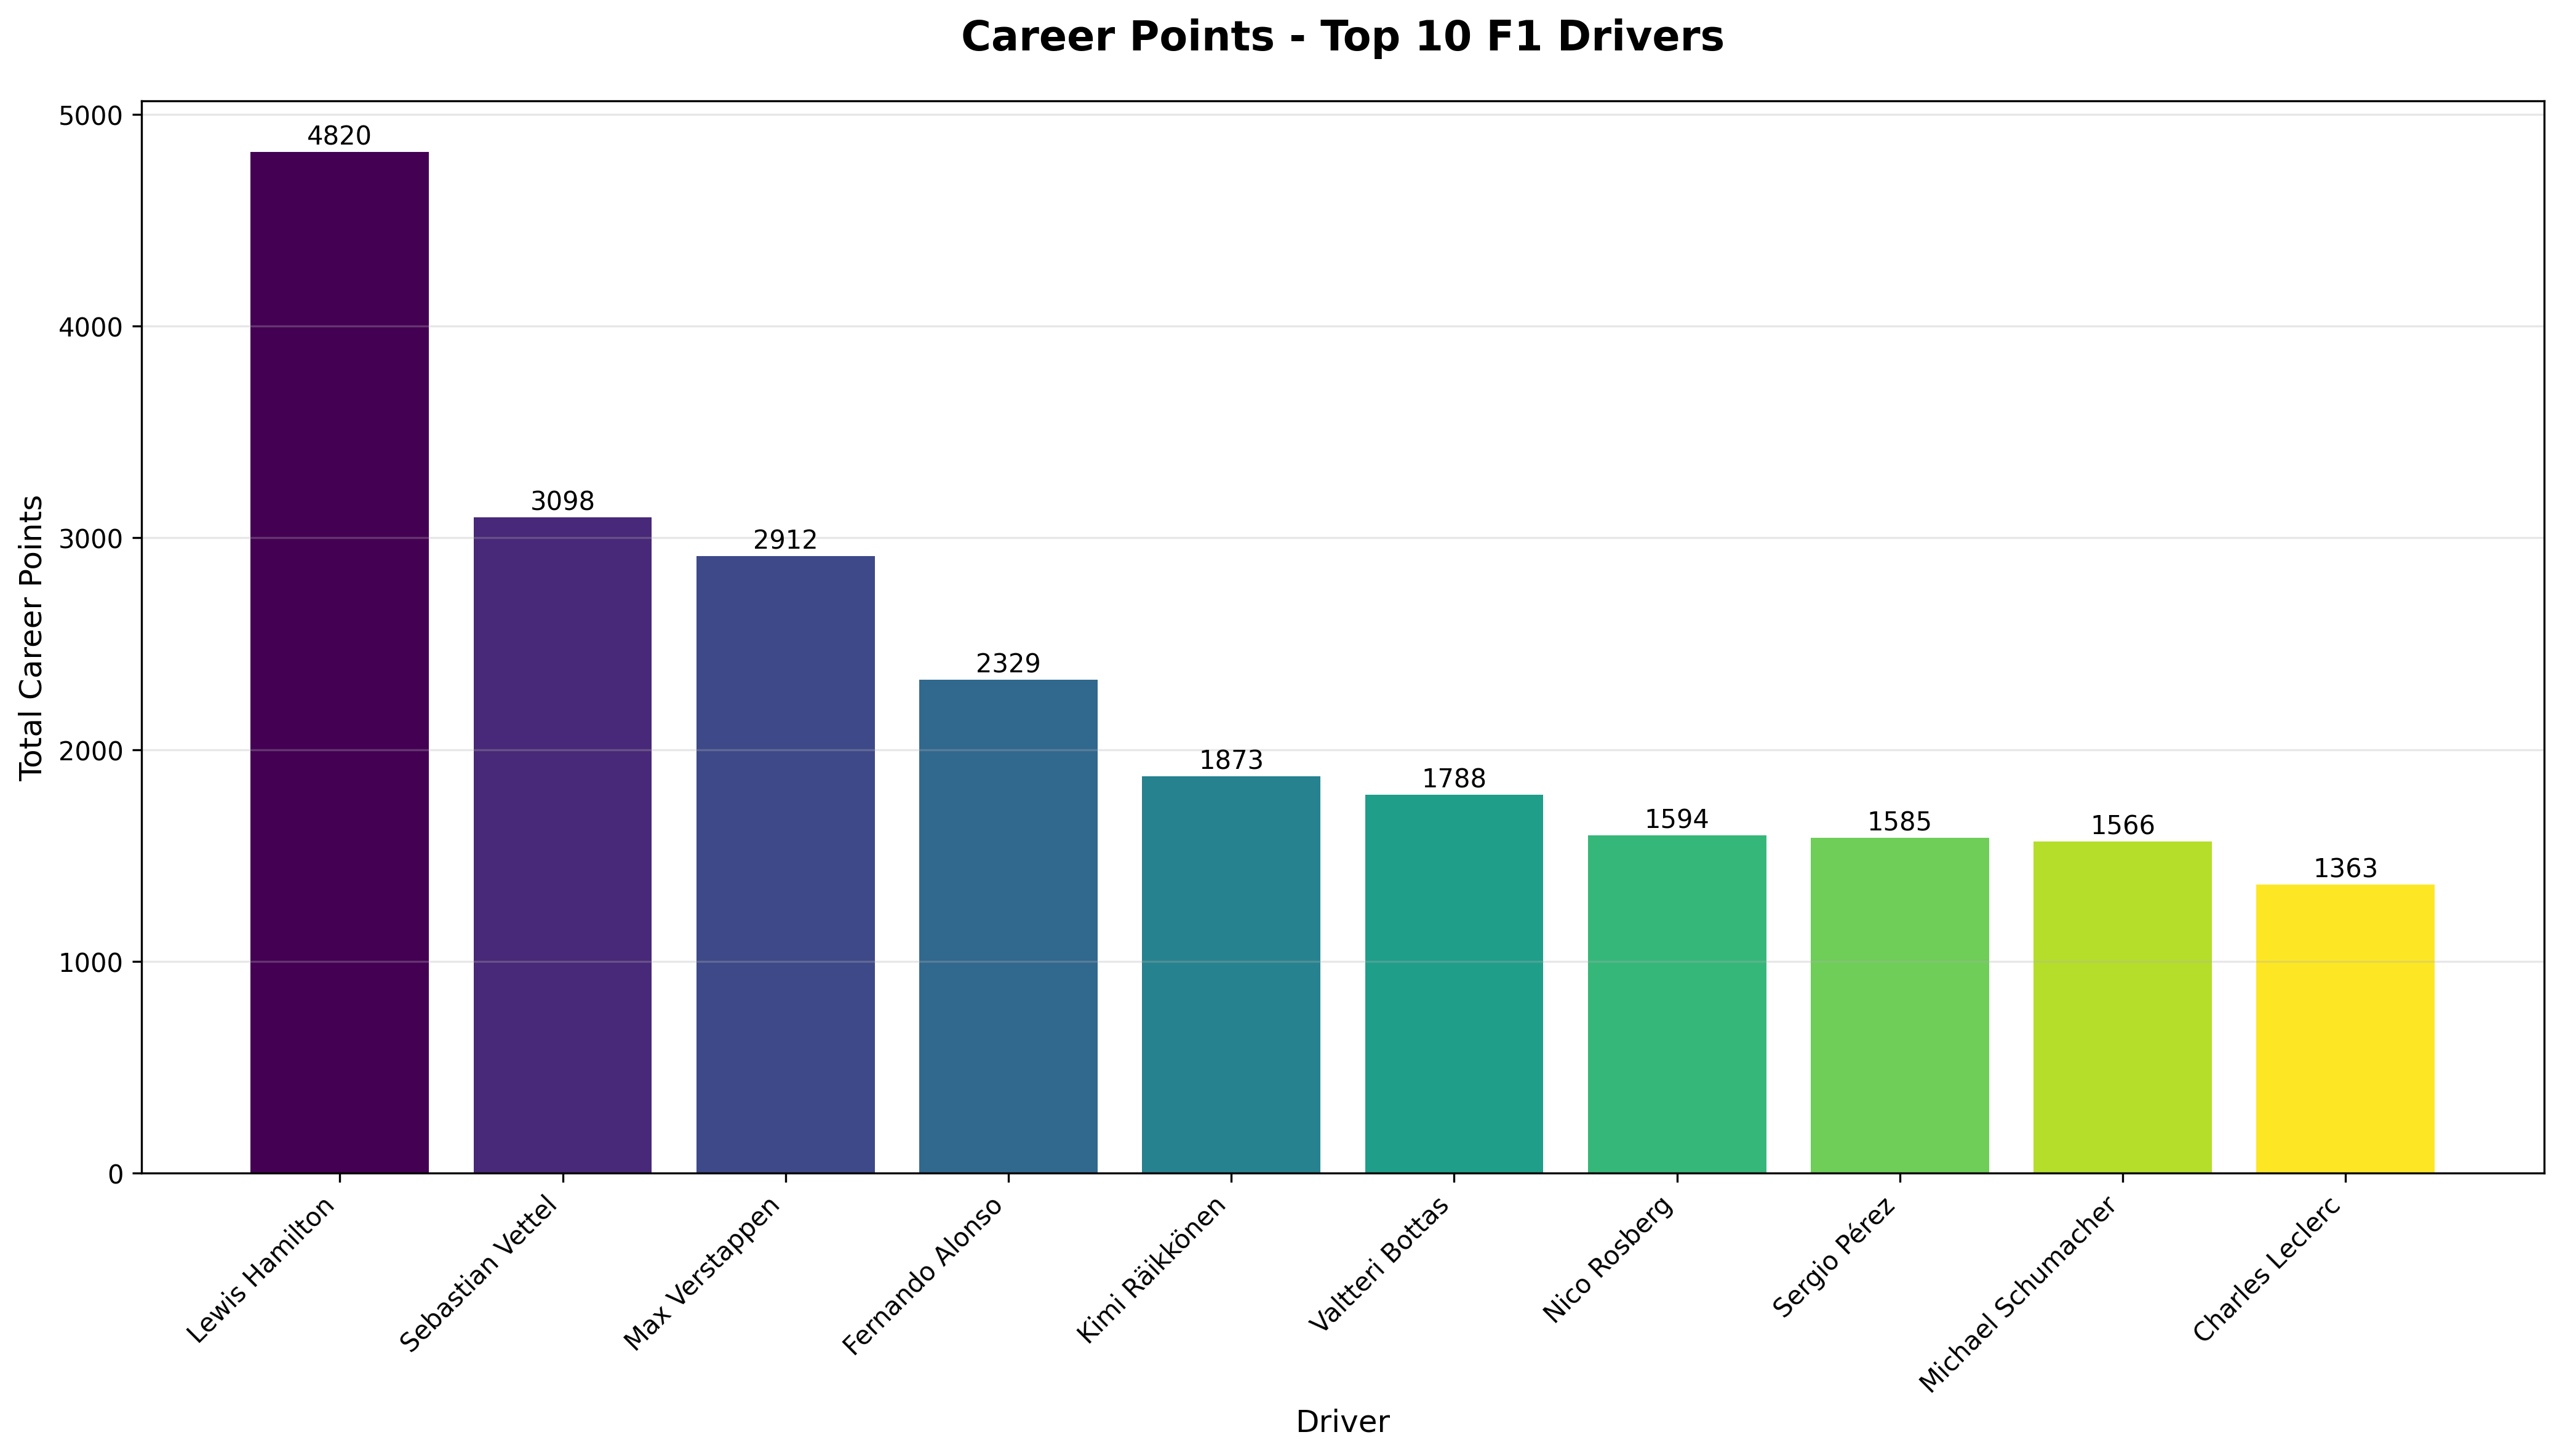 Career Points - Top 10 F1 Drivers
Total Career Points
5000
4000
3000
2000
1000
0
4820
3098
2912
2329
1873
1788
1594
1585
1566
1363
Lewis Hamilton
Sebastian Vettel
Max Verstappen
Fernando Alonso
Kimi Räikkönen
Valtteri Bottas
Nico Rosberg
Sergio Pérez
Michael Schumacher
Charles Leclerc
Driver